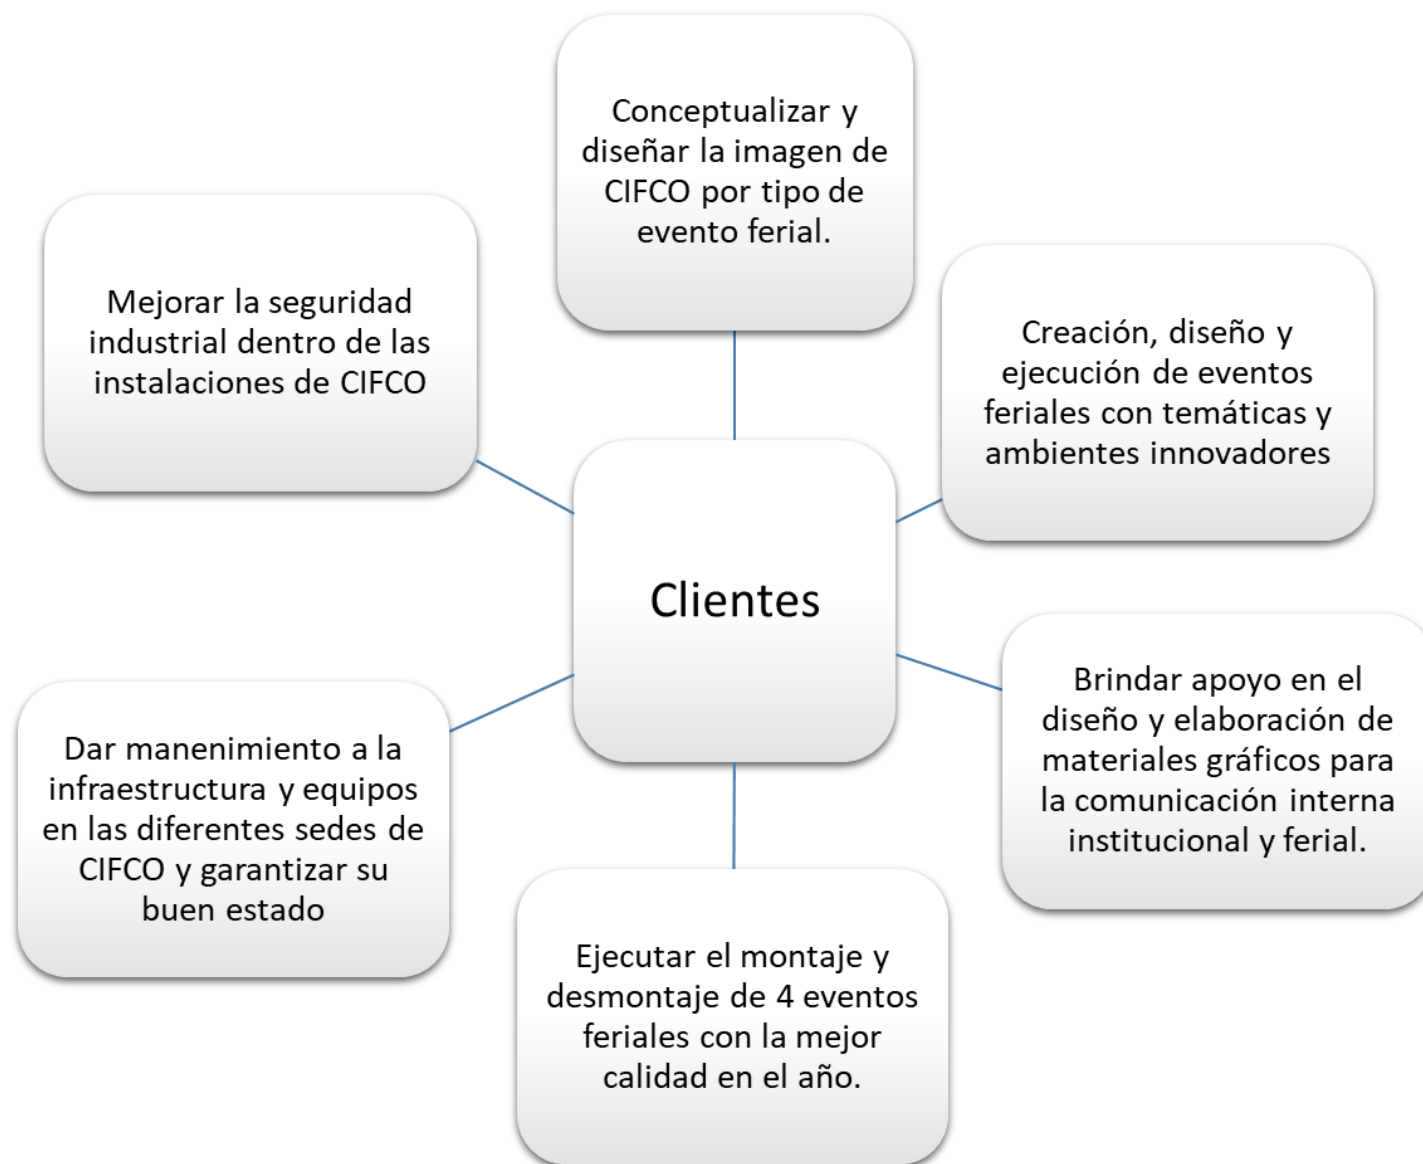 Conceptualizar y
diseñar la imagen de
CIFCO por tipo de
evento ferial.
Creación, diseño y
ejecución de eventos
feriales con temáticas y
ambientes innovadores
Brindar apoyo en el
diseño y elaboración de
materiales gráficos para
la comunicación interna
institucional y ferial.
Ejecutar el montaje y
desmontaje de 4 eventos
feriales con la mejor
calidad en el año.
Dar manenimiento a la
infraestructura y equipos
en las diferentes sedes de
CIFCO y garantizar su
buen estado
Mejorar la seguridad
industrial dentro de las
instalaciones de CIFCO
Clientes